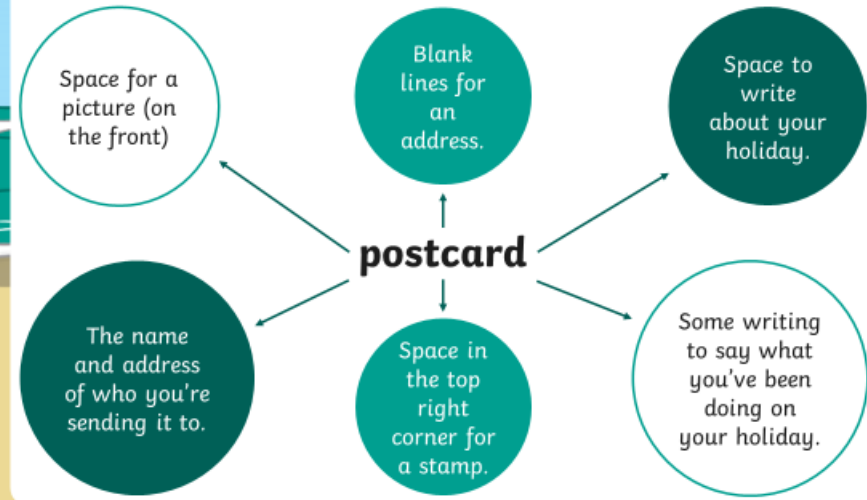 Space for a
picture (on
the front)
Blank
lines for
an
address.
Space to
write
about your
holiday.
postcard
The name
and address
of who you're
sending it to.
Space in
the top
right
corner for
a stamp.
Some writing
to say what
you've been
doing on
your holiday.